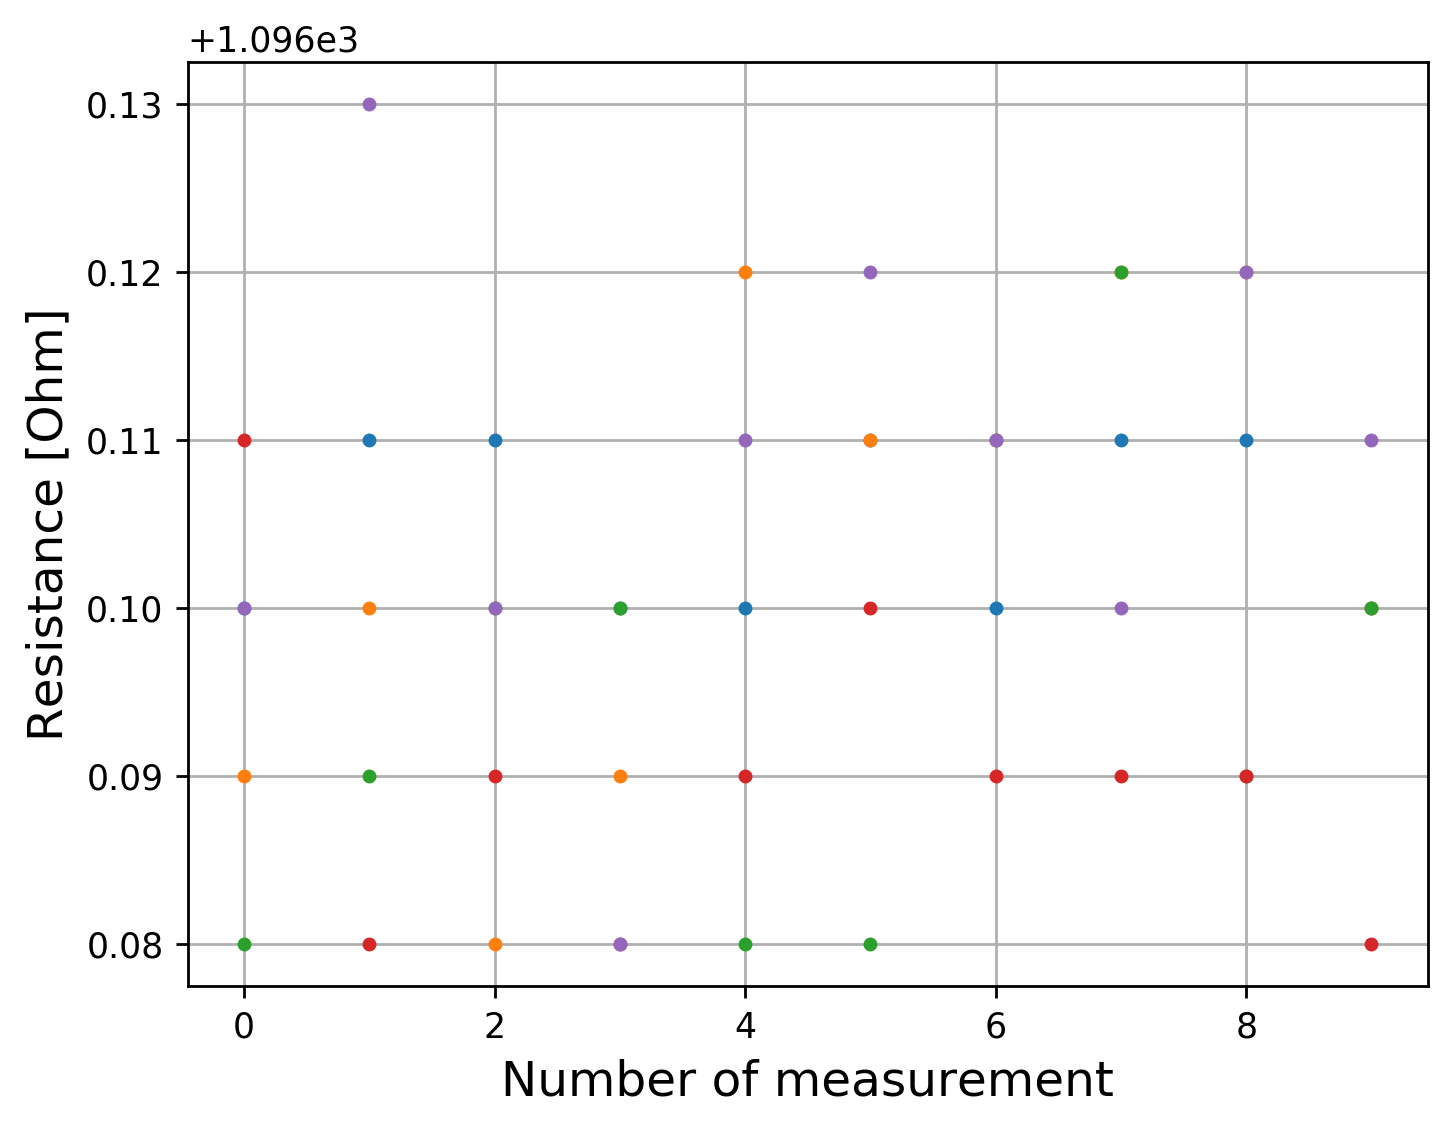 +1.096e3
0.13
0.12
0.11
0.10
0.09
0.08
Resistance [Ohm]
0 2 4 6 8
Number of measurement